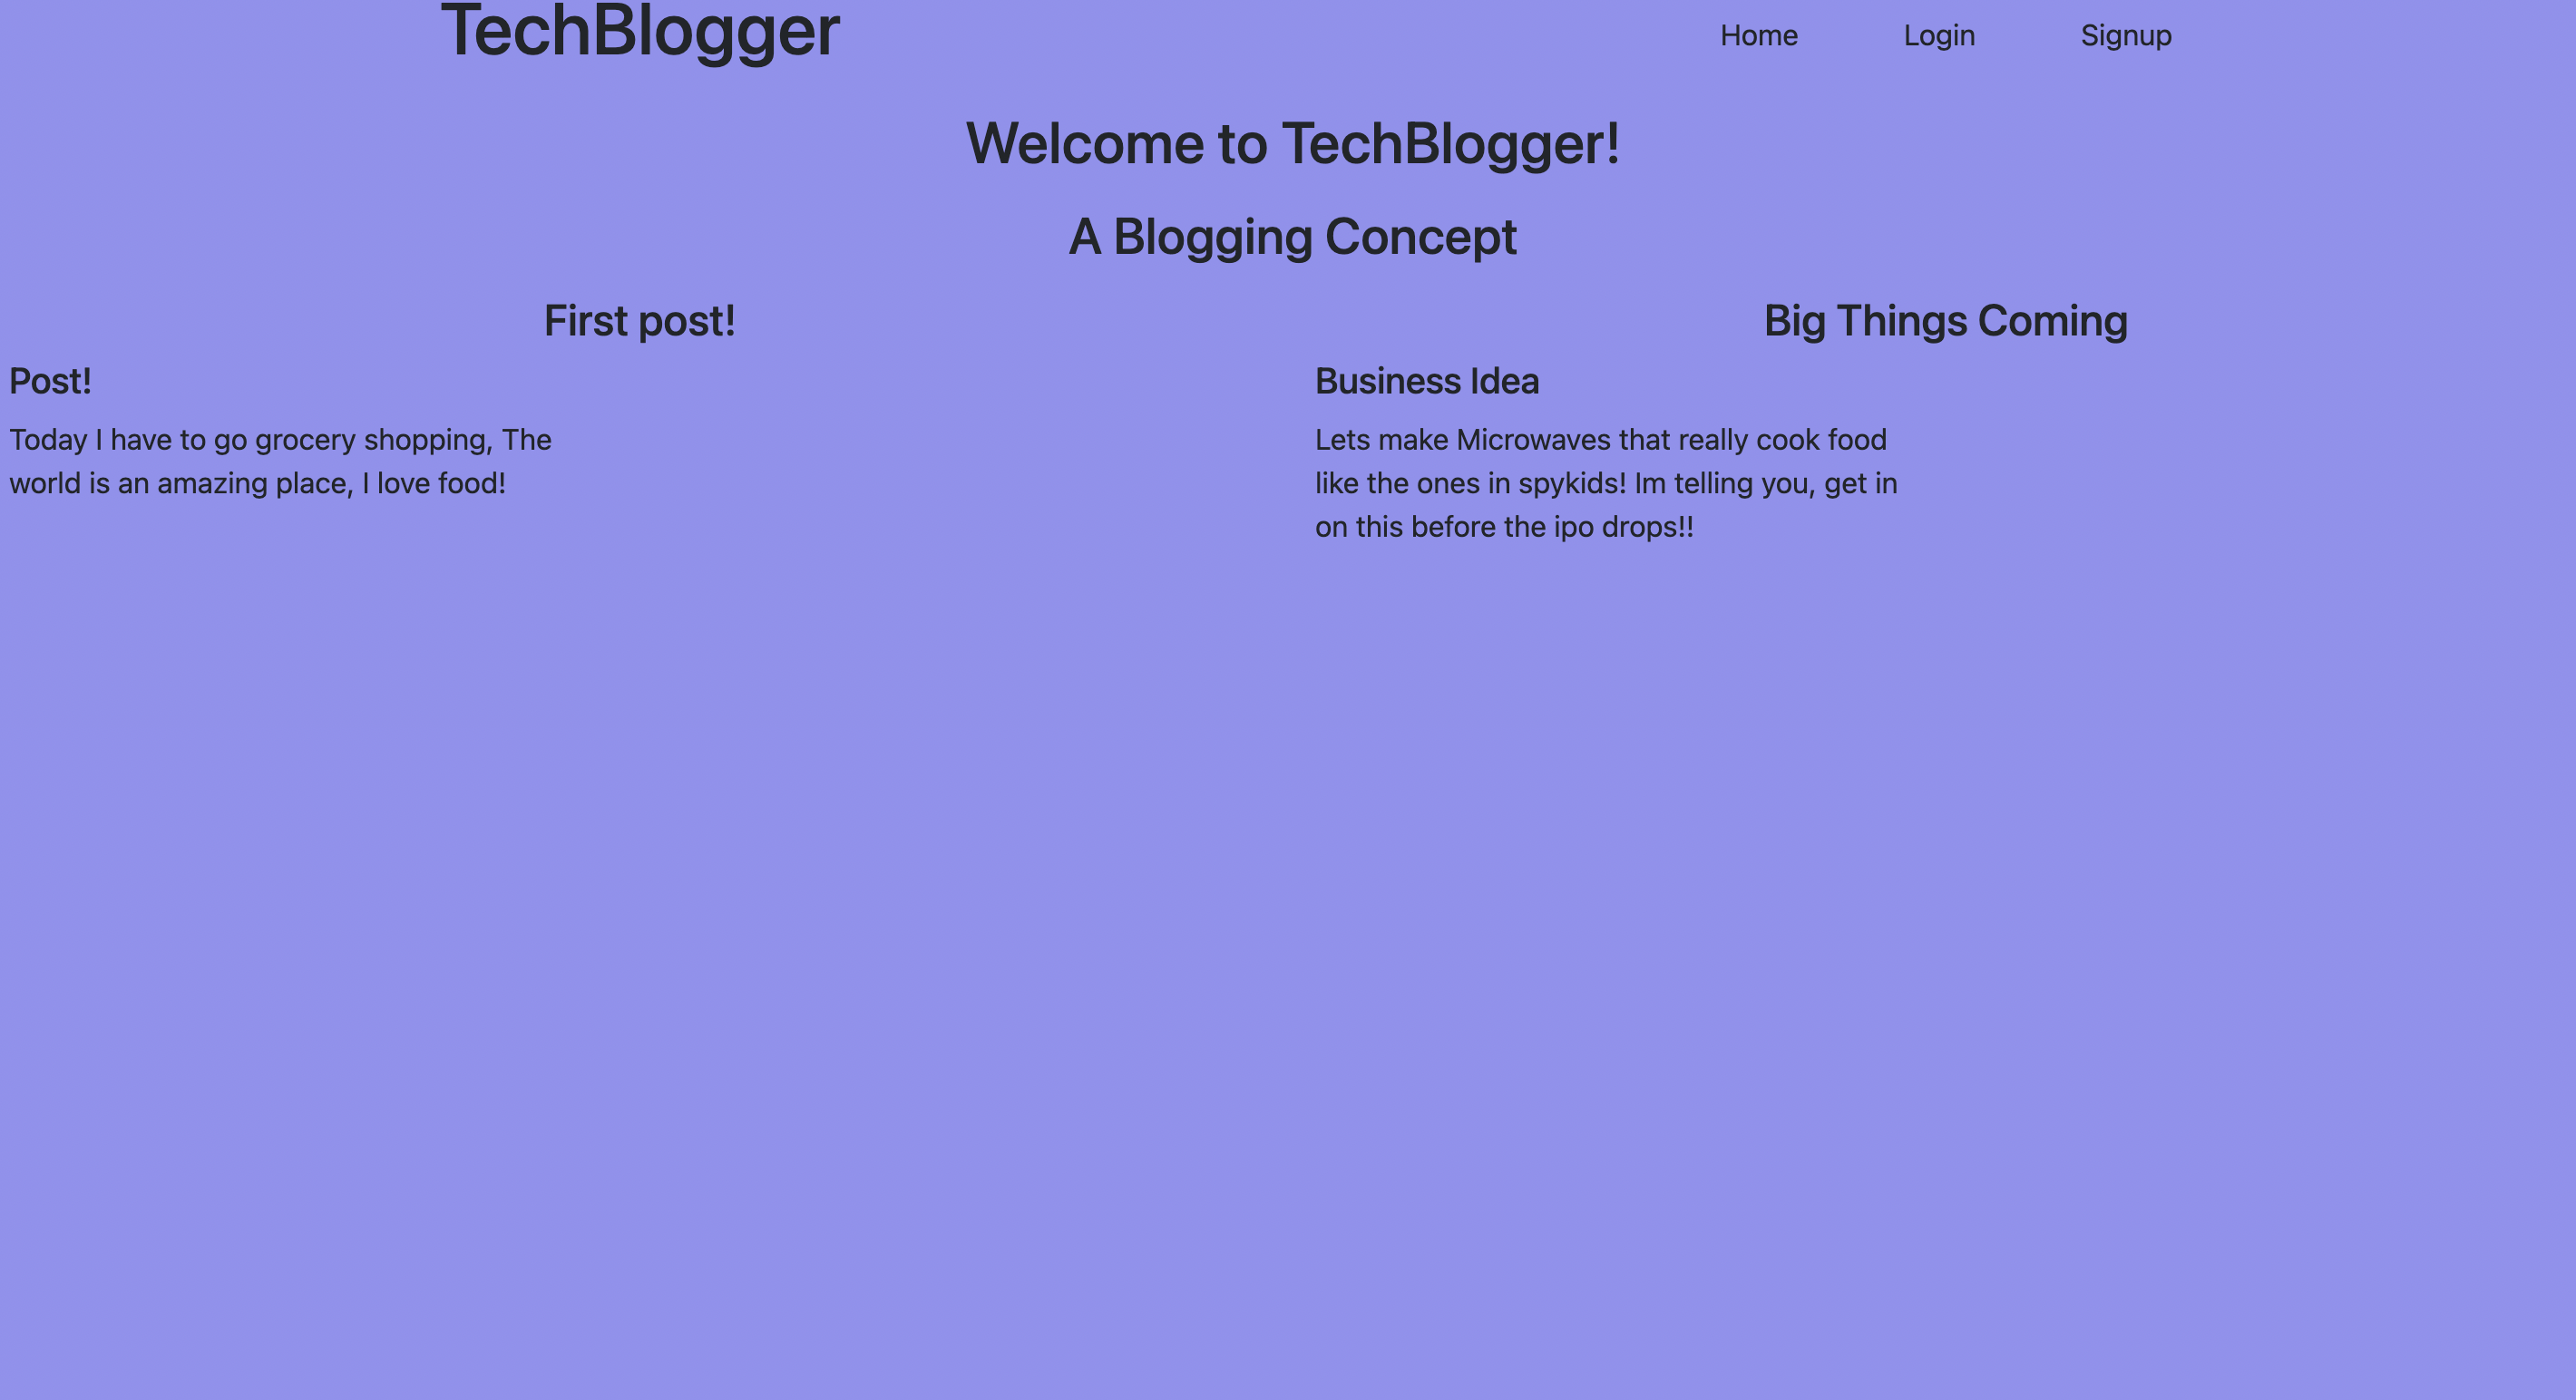 TechBlogger
Home Login Signup
Welcome to TechBlogger!
A Blogging Concept
First post!
Post!
Today I have to go grocery shopping, The
world is an amazing place, I love food!
Big Things Coming
Business Idea
Lets make Microwaves that really cook food
like the ones in spykids! Im telling you, get in
on this before the ipo drops!!